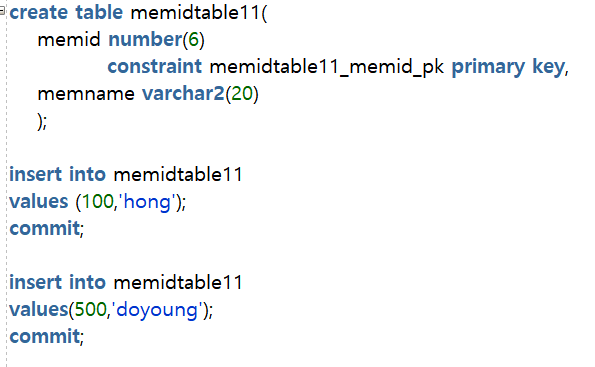 create table memidtable11(
memid number(6)
constraint memidtable11_memid_pk primary key,
memname varchar2(20)
);
insert into memidtable11
values (100,'hong');
commit;
insert into memidtable11
values(500,'doyoung');
commit;